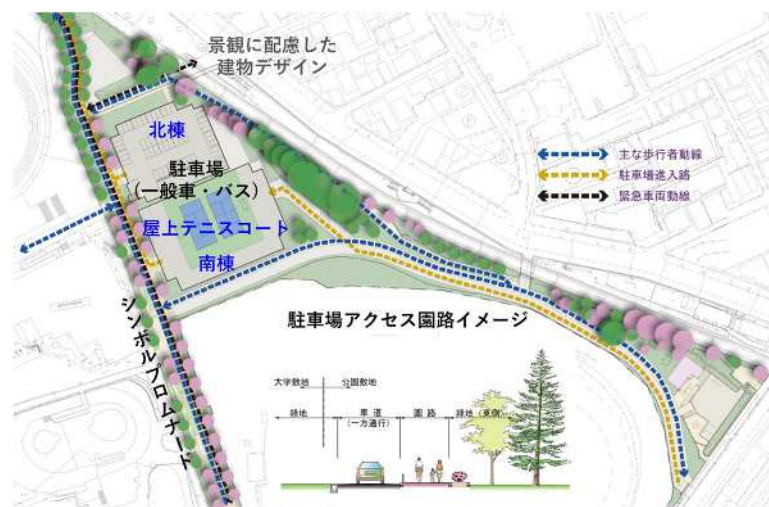 景観に配慮した
建物デザイン
北棟
駐車場
(一般車・バス)
屋上テニスコート
南棟
主な歩行者動線
駐車場進入路
緊急車両動線
シンボルプロムナード
駐車場アクセス園路イメージ
大学敷地
公園敷地
緑地
車道
(一方通行)
園路
緑地(東側)